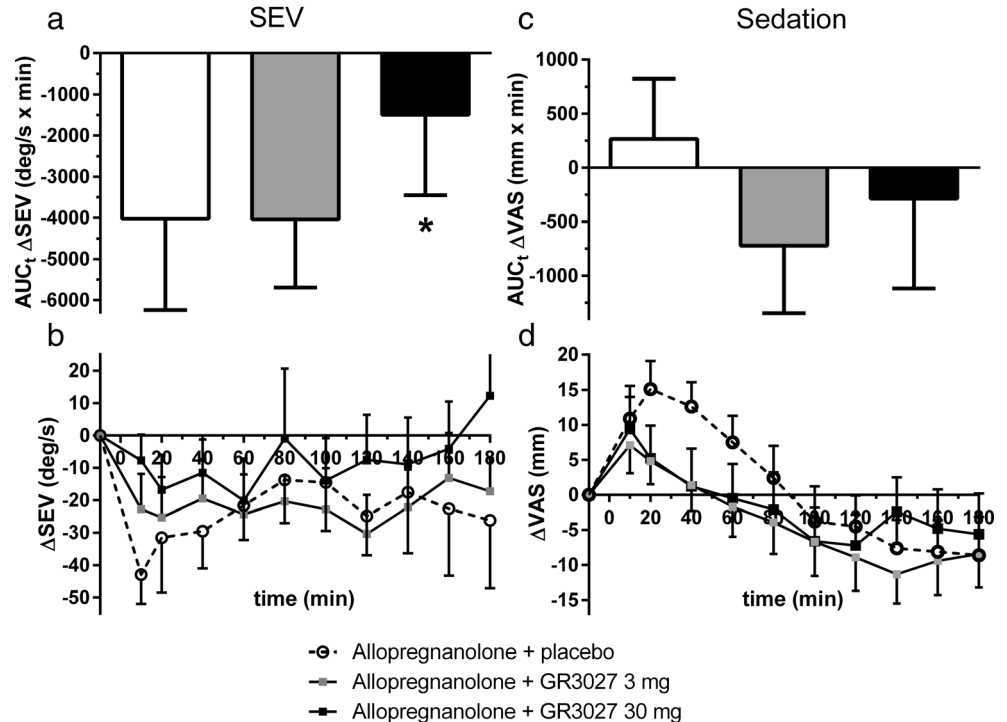 a SEV c Sedation
AUCt ΔSEV (deg/s x min)
0
-1000
-2000
-3000
-4000
-5000
-6000
*
AUCt ΔVAS (mm x min)
1000
500
0
-500
-1000
b
ΔSEV (deg/s)
20
10
0
-10
-20
-30
-40
-50
0 20 40 60 80 100 120 140 160 180
time (min)
d
ΔVAS (mm)
20
15
10
5
0
-5
-10
-15
0 20 40 60 80 100 120 140 160 180
time (min)
Allopregnanolone + placebo
Allopregnanolone + GR3027 3 mg
Allopregnanolone + GR3027 30 mg